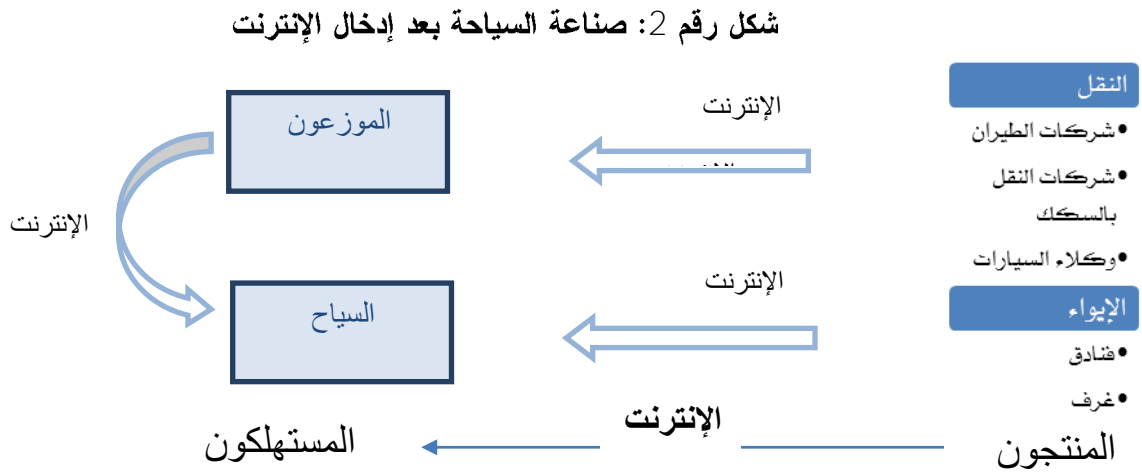 شكل رقم 2: صناعة السياحة بعد إدخال الإنترنت
النقل
•شركات الطيران
•شركات النقل
بالسكك
•وكلاء السيارات
الإيواء
•فنادق
•غرف
المنتجون
الإنترنت
الإنترنت
الإنترنت
الموزعون
السياح
الإنترنت
المستهلكون